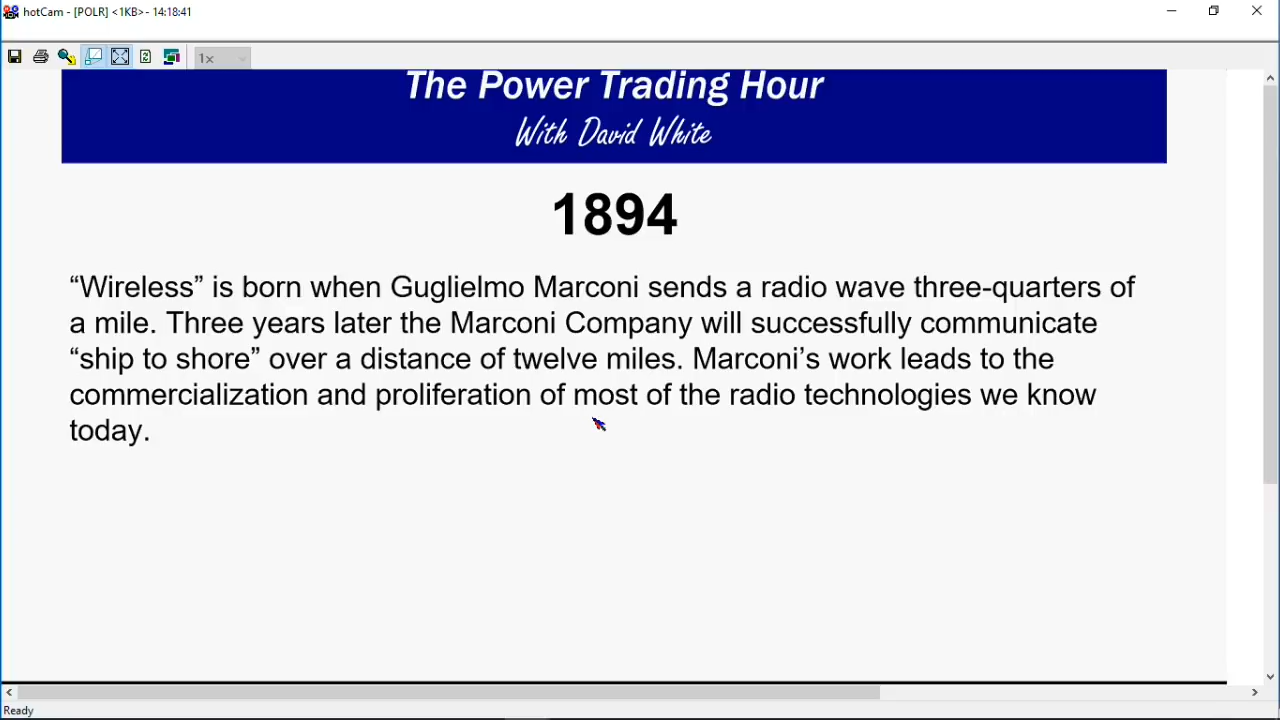 hotCam - [POLR] <1KB>- 14:18:41
1x
The Power Trading Hour
With David White
1894
“Wireless” is born when Guglielmo Marconi sends a radio wave three-quarters of
a mile. Three years later the Marconi Company will successfully communicate
“ship to shore” over a distance of twelve miles. Marconi’s work leads to the
commercialization and proliferation of most of the radio technologies we know
today.
Ready